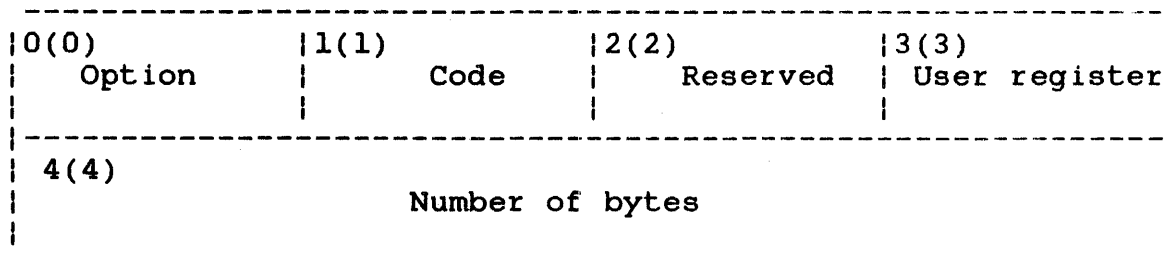 0(0) 1(1) 2(2) 3(3)
Option Code Reserved User register
4(4)
Number of bytes